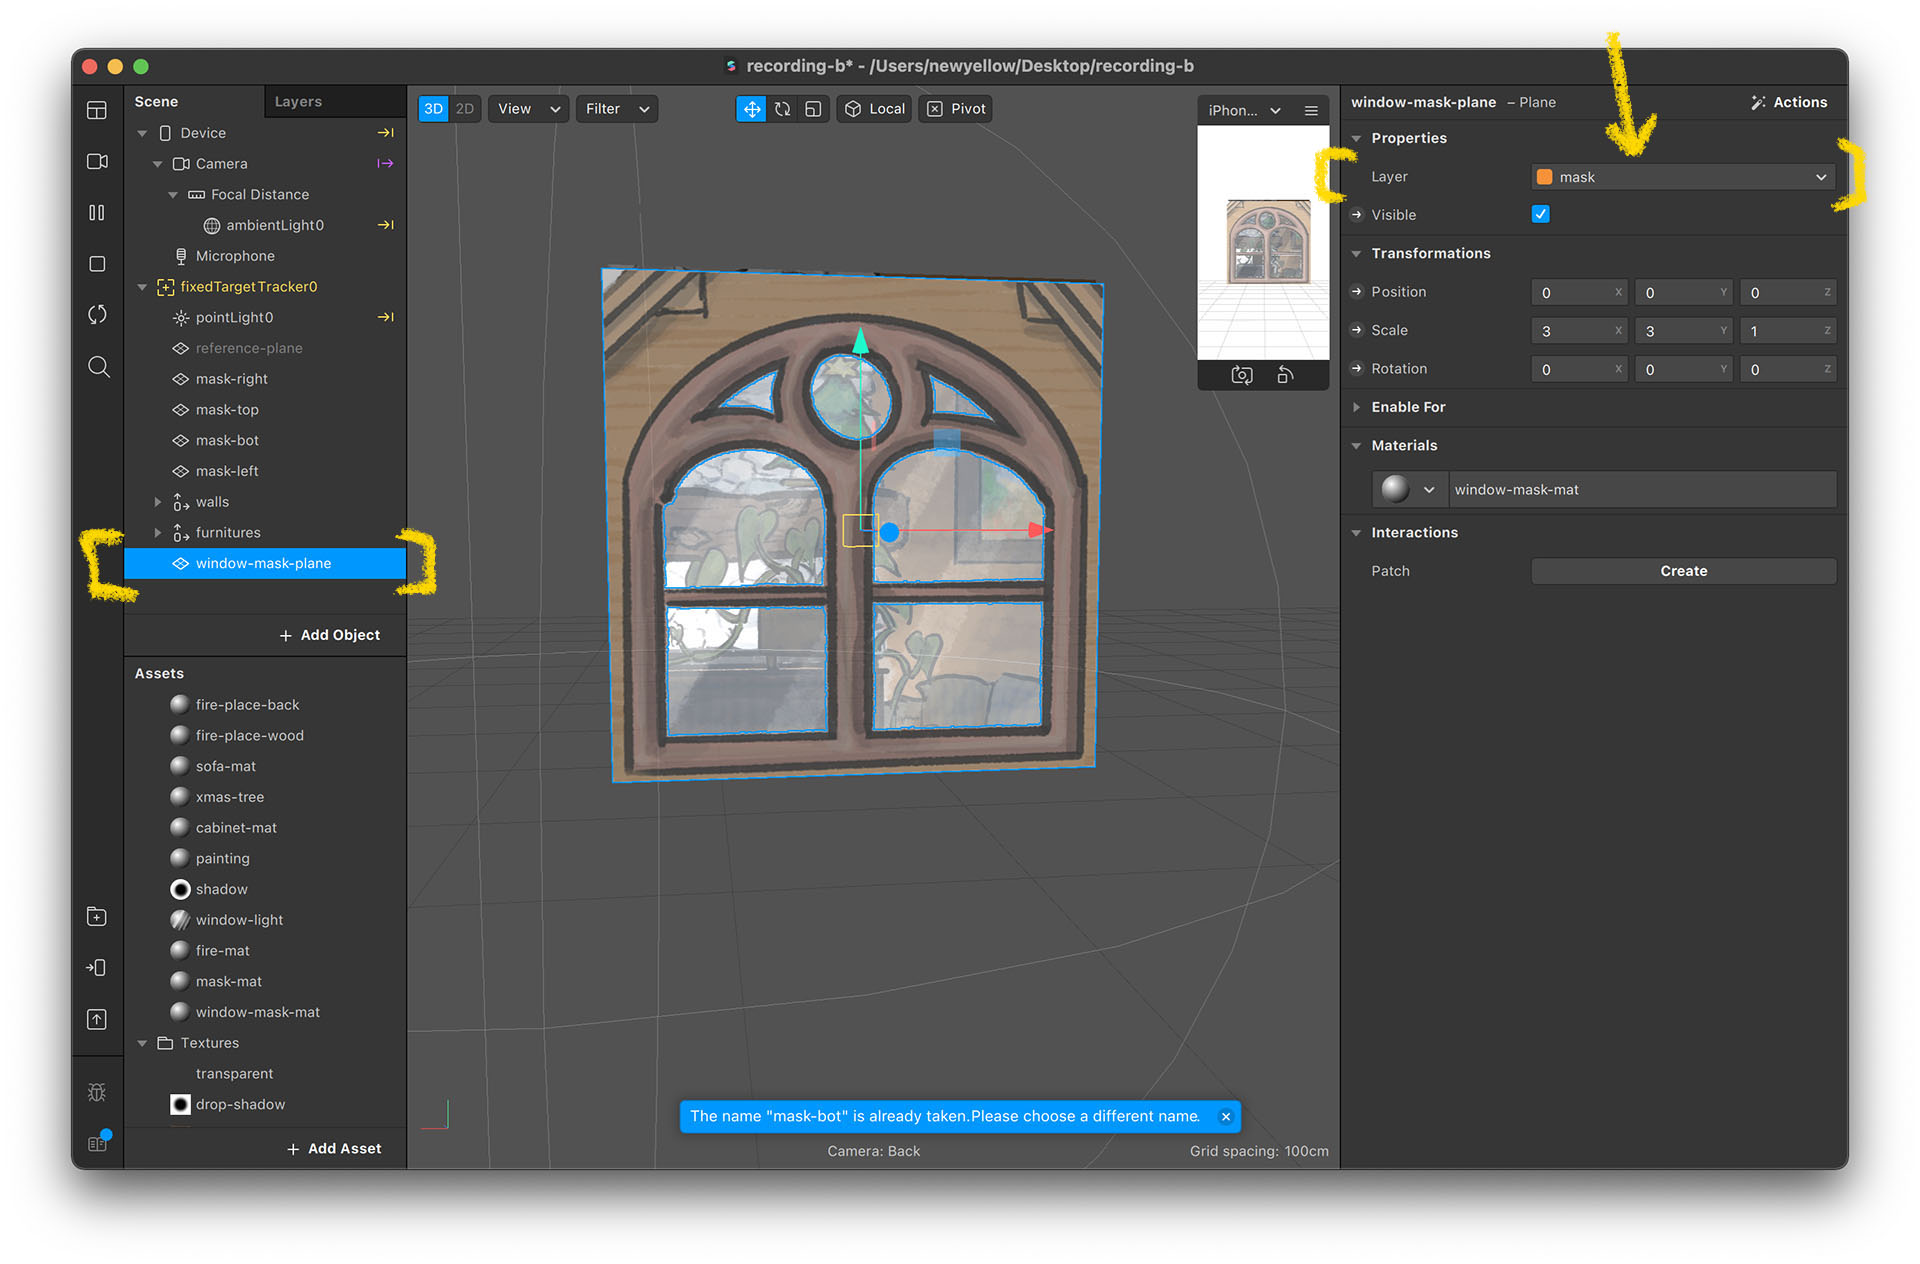 recording-b* - /Users/newyellow/Desktop/recording-b
Scene
Layers
Device
Camera
Focal Distance
ambientLight0
Microphone
fixedTargetTracker0
pointLight0
reference-plane
mask-right
mask-top
mask-bot
mask-left
walls
furnitures
window-mask-plane
+ Add Object
Assets
fire-place-back
fire-place-wood
sofa-mat
xmas-tree
cabinet-mat
painting
shadow
window-light
fire-mat
mask-mat
window-mask-mat
Textures
transparent
drop-shadow
+ Add Asset
3D 2D View Filter Local Pivot
iPhon...
The name "mask-bot" is already taken.Please choose a different name.
Camera: Back
Grid spacing: 100cm
window-mask-plane – Plane Actions
Properties
Layer mask
Visible
Transformations
Position 0 X 0 Y 0 Z
Scale 3 X 3 Y 1 Z
Rotation 0 X 0 Y 0 Z
Enable For
Materials
window-mask-mat
Interactions
Patch Create